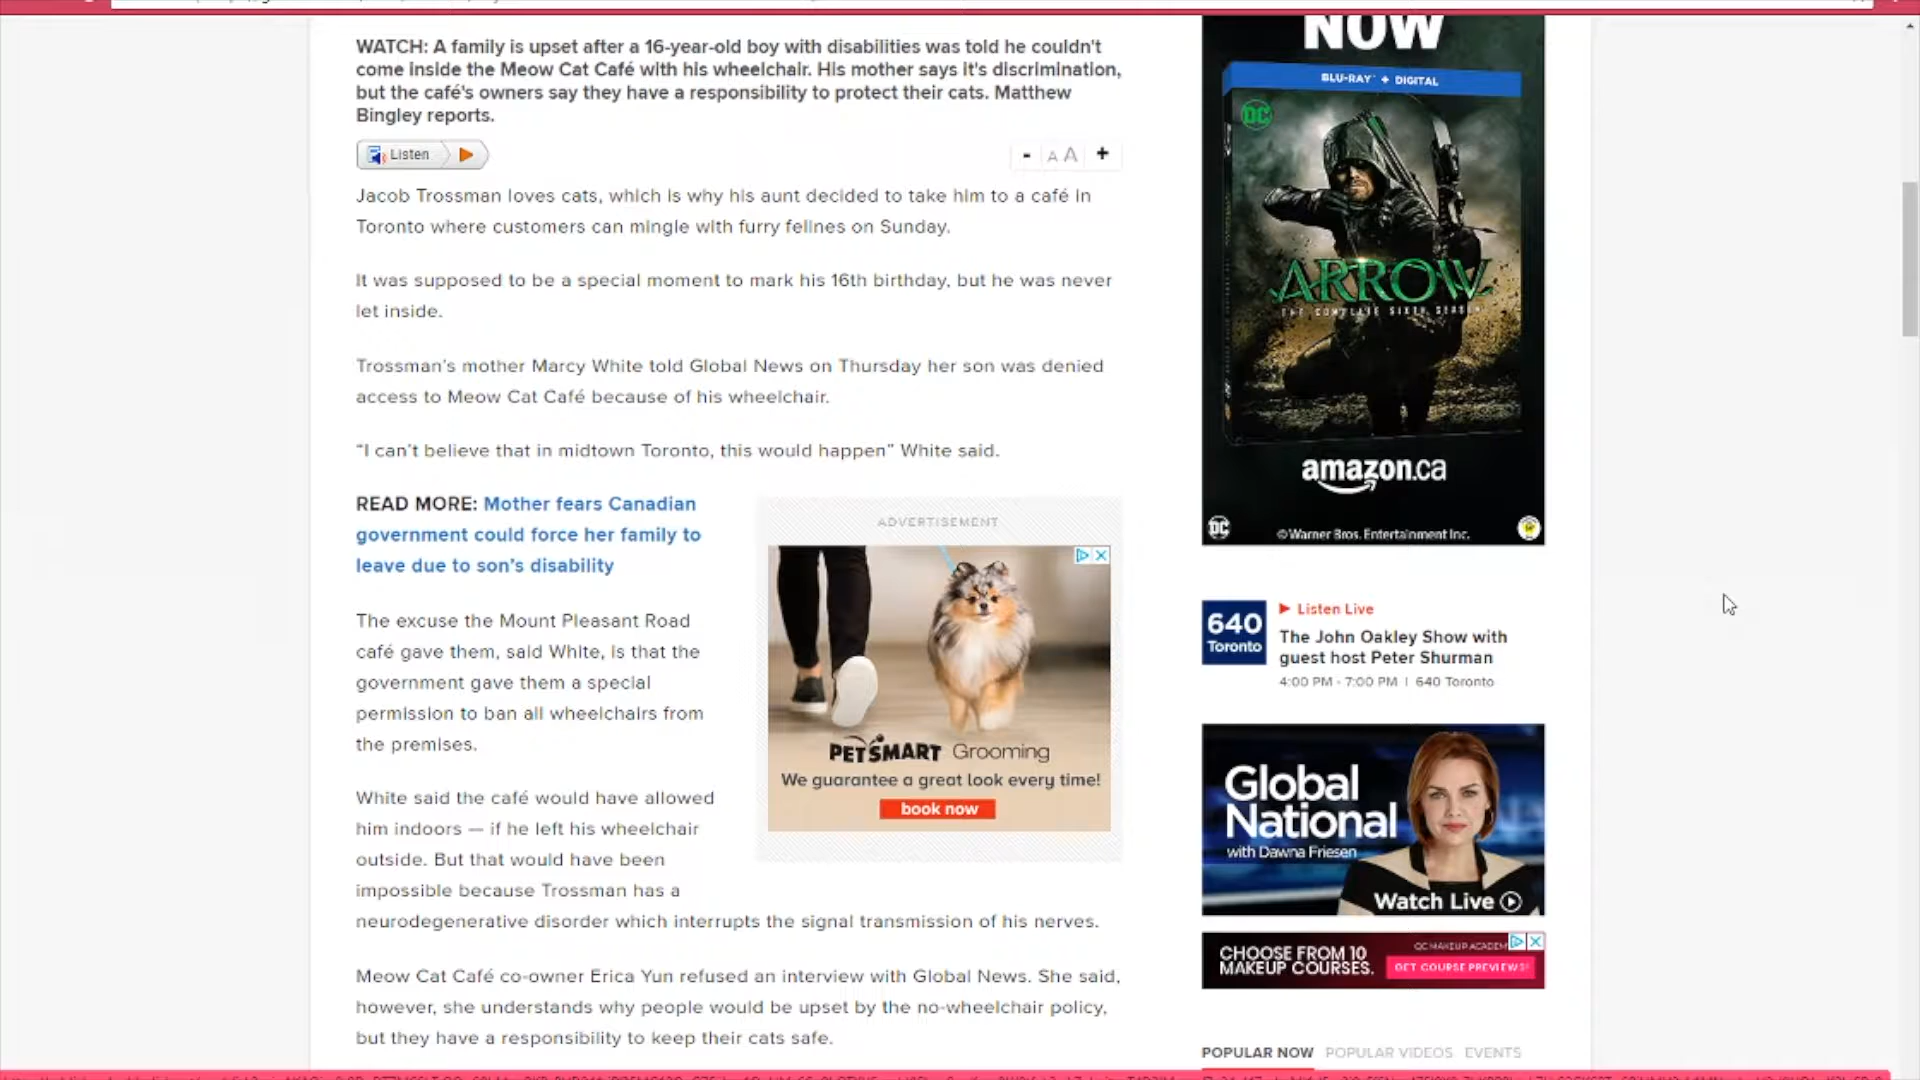 WATCH: A family is upset after a 16-year-old boy with disabilities was told he couldn't
come inside the Meow Cat Café with his wheelchair. His mother says it's discrimination,
but the café's owners say they have a responsibility to protect their cats. Matthew
Bingley reports.
Listen
- A A +
Jacob Trossman loves cats, which is why his aunt decided to take him to a café in
Toronto where customers can mingle with furry felines on Sunday.
It was supposed to be a special moment to mark his 16th birthday, but he was never
let inside.
Trossman's mother Marcy White told Global News on Thursday her son was denied
access to Meow Cat Café because of his wheelchair.
“I can't believe that in midtown Toronto, this would happen” White said.
READ MORE: Mother fears Canadian
government could force her family to
leave due to son's disability
The excuse the Mount Pleasant Road
café gave them, said White, is that the
government gave them a special
permission to ban all wheelchairs from
the premises.
White said the café would have allowed
him indoors — if he left his wheelchair
outside. But that would have been
impossible because Trossman has a
neurodegenerative disorder which interrupts the signal transmission of his nerves.
Meow Cat Café co-owner Erica Yun refused an interview with Global News. She said,
however, she understands why people would be upset by the no-wheelchair policy,
but they have a responsibility to keep their cats safe.
ADVERTISEMENT
PETSMART Grooming
We guarantee a great look every time!
book now
NOW
BLU-RAY + DIGITAL
DC
ARROW
THE COMPLETE SIXTH SEASON
amazon.ca
DC
© Warner Bros. Entertainment Inc.
640
Toronto
Listen Live
The John Oakley Show with
guest host Peter Shurman
4:00 PM - 7:00 PM | 640 Toronto
Global
National
with Dawna Friesen
Watch Live
CHOOSE FROM 10
MAKEUP COURSES.
QC MAKEUP ACADEM
GET COURSE PREVIEWS!
POPULAR NOW POPULAR VIDEOS EVENTS